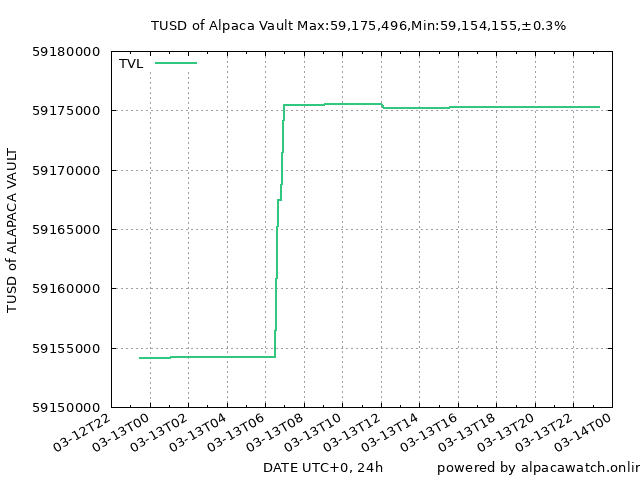 TUSD of Alpaca Vault Max:59,175,496,Min:59,154,155,±0.3%
TVL
59180000
59175000
59170000
59165000
59160000
59155000
59150000
TUSD of ALAPACA VAULT
03-12T22
03-13T00
03-13T02
03-13T04
03-13T06
03-13T08
03-13T10
03-13T12
03-13T14
03-13T16
03-13T18
03-13T20
03-13T22
03-14T00
DATE UTC+0, 24h
powered by alpacawatch.onlin